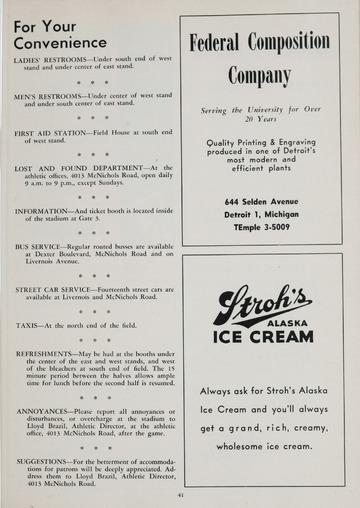 For Your
Convenience
LADIES' RESTROOMS—Under south end of west
stand and under center of east stand.
* * *
MEN'S RESTROOMS—Under center of west stand
and under south center of east stand.
* * *
FIRST AID STATION—Field House at south end
of west stand.
* * *
LOST AND FOUND DEPARTMENT—At the
athletic offices, 4013 McNichols Road, open daily
9 a.m. to 9 p.m., except Sundays.
* * *
INFORMATION—And ticket booth is located inside
of the stadium at Gate 3.
* * *
BUS SERVICE—Regular routed busses are available
at Dexter Boulevard, McNichols Road and on
Livernois Avenue.
* * *
STREET CAR SERVICE—Fourteenth street cars are
available at Livernois and McNichols Road.
* * *
TAXIS—At the north end of the field.
* * *
REFRESHMENTS—May be had at the booths under
the center of the east and west stands, and west
of the bleachers at south end of field. The 15
minute period between the halves allows ample
time for lunch before the second half is resumed.
* * *
ANNOYANCES—Please report all annoyances or
disturbances, or overcharge at the stadium to
Lloyd Brazil, Athletic Director, at the athletic
office, 4013 McNichols Road, after the game.
* * *
SUGGESTIONS—For the betterment of accommoda-
tions for patrons will be deeply appreciated. Ad-
dress them to Lloyd Brazil, Athletic Director,
4013 McNichols Road.
Federal Composition
Company
Serving the University for Over
20 Years
Quality Printing & Engraving
produced in one of Detroit's
most modern and
efficient plants
644 Selden Avenue
Detroit 1, Michigan
TEmple 3-5009
Stroh's
ALASKA
ICE CREAM
Always ask for Stroh's Alaska
Ice Cream and you'll always
get a grand, rich, creamy,
wholesome ice cream.
41